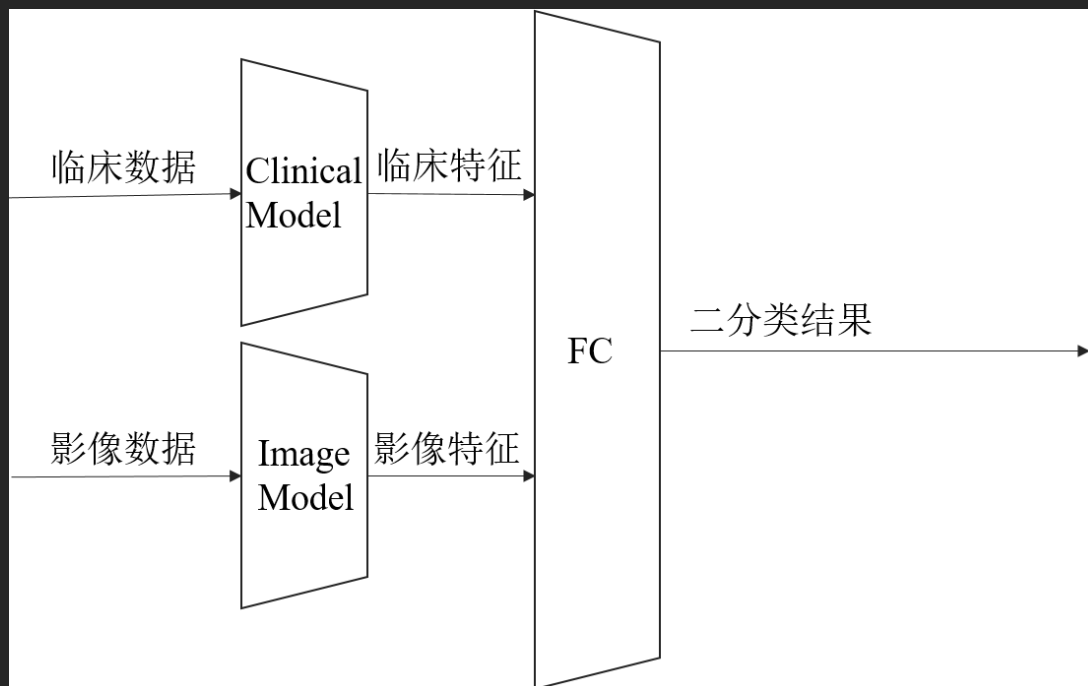 临床数据
Clinical
Model
临床特征
二分类结果
FC
影像数据
Image
Model
影像特征